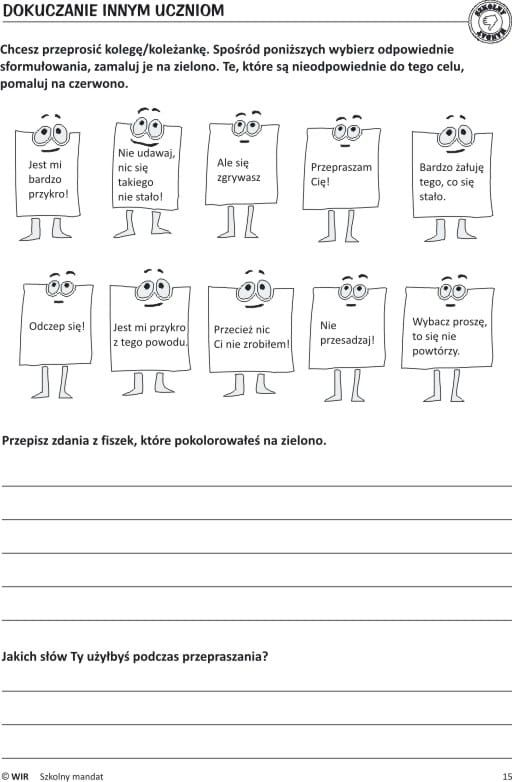 DOKUCZANIE INNYM UCZNIOM
SZKOLNY
MANDAT
Chcesz przeprosić kolegę/koleżankę. Spośród poniższych wybierz odpowiednie
sformułowania, zamaluj je na zielono. Te, które są nieodpowiednie do tego celu,
pomaluj na czerwono.
Jest mi
bardzo
przykro!
Nie udawaj,
nic się
takiego
nie stało!
Ale się
zgrywasz
Przepraszam
Cię!
Bardzo żałuję
tego, co się
stało.
Odczep się!
Jest mi przykro
z tego powodu.
Przecież nic
Ci nie zrobiłem!
Nie
przesadzaj!
Wybacz proszę,
to się nie
powtórzy.
Przepisz zdania z fiszek, które pokolorowałeś na zielono.
Jakich słów Ty użyłbyś podczas przepraszania?
© WIR Szkolny mandat
15